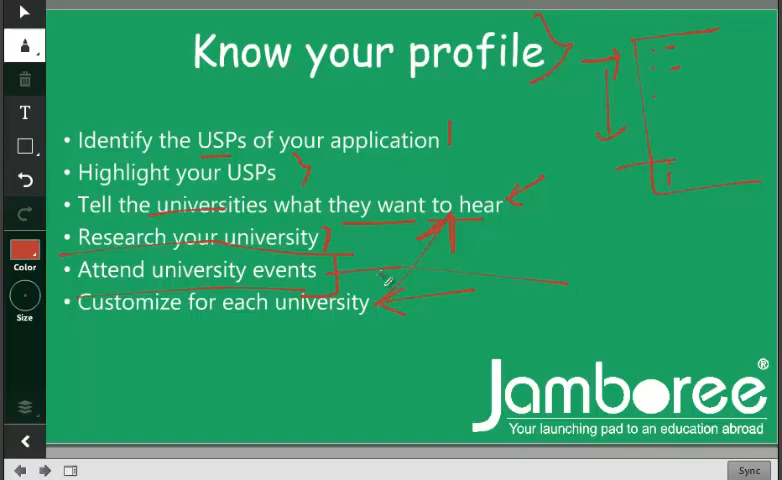 Know your profile
• Identify the USPs of your application
• Highlight your USPs
• Tell the universities what they want to hear
• Research your university
• Attend university events
• Customize for each university
T
Color
Size
Jamboree®
Your launching pad to an education abroad
Sync